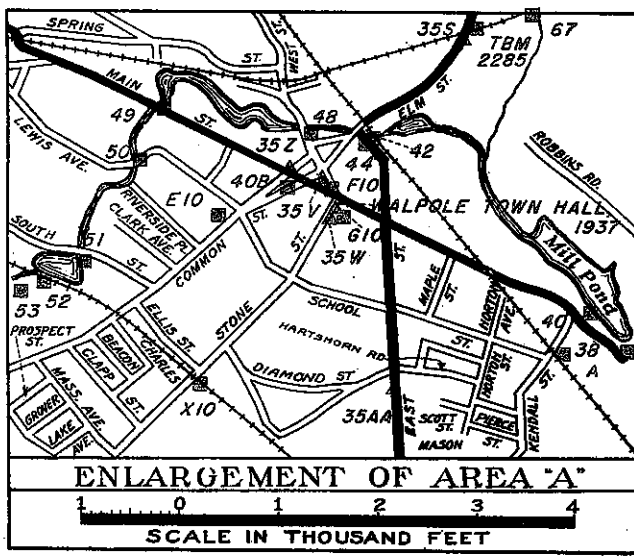 SPRING
ST.
25
WEST
35S
67
TBM
2285
ST.
ELM
MAIN
ST.
49
48
42
44
LEWIS AVE.
50
35Z
40B
F10
ROBBINS RD.
E10
RIVERSIDE PL.
CLARK AVE.
35V
G10
35W
WALPOLE TOWN HALL
1937
Mill Pond
SOUTH
ST.
51
52
53
COMMON
ST.
STONE
ST.
ST.
SCHOOL
MAPLE
ST.
HORTON
AVE.
40
38
A
PROSPECT
ST.
ELLIS ST.
CHARLES
BEACON
CLAPP
ST.
MASS. AVE.
GROVER
LAKE
AVE.
X10
HARTSHORN RD.
DIAMOND
ST.
ST.
HORTON
ST.
35AA
EAST
SCOTT
ST.
MASON
PIERCE
ST.
KENDALL
ST.
ENLARGEMENT OF AREA "A"
1 0 1 2 3 4
SCALE IN THOUSAND FEET